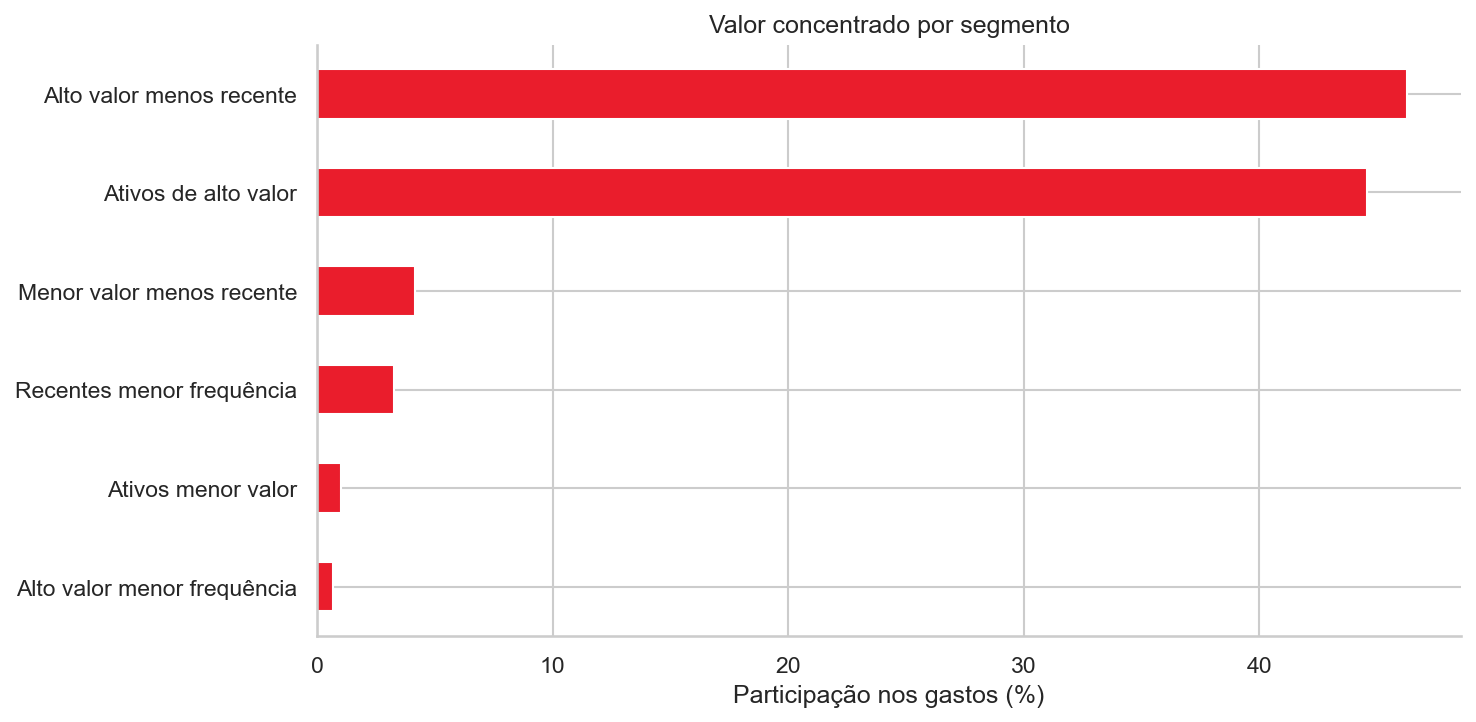 Valor concentrado por segmento
Alto valor menos recente
Ativos de alto valor
Menor valor menos recente
Recentes menor frequência
Ativos menor valor
Alto valor menor frequência
0 10 20 30 40
Participação nos gastos (%)